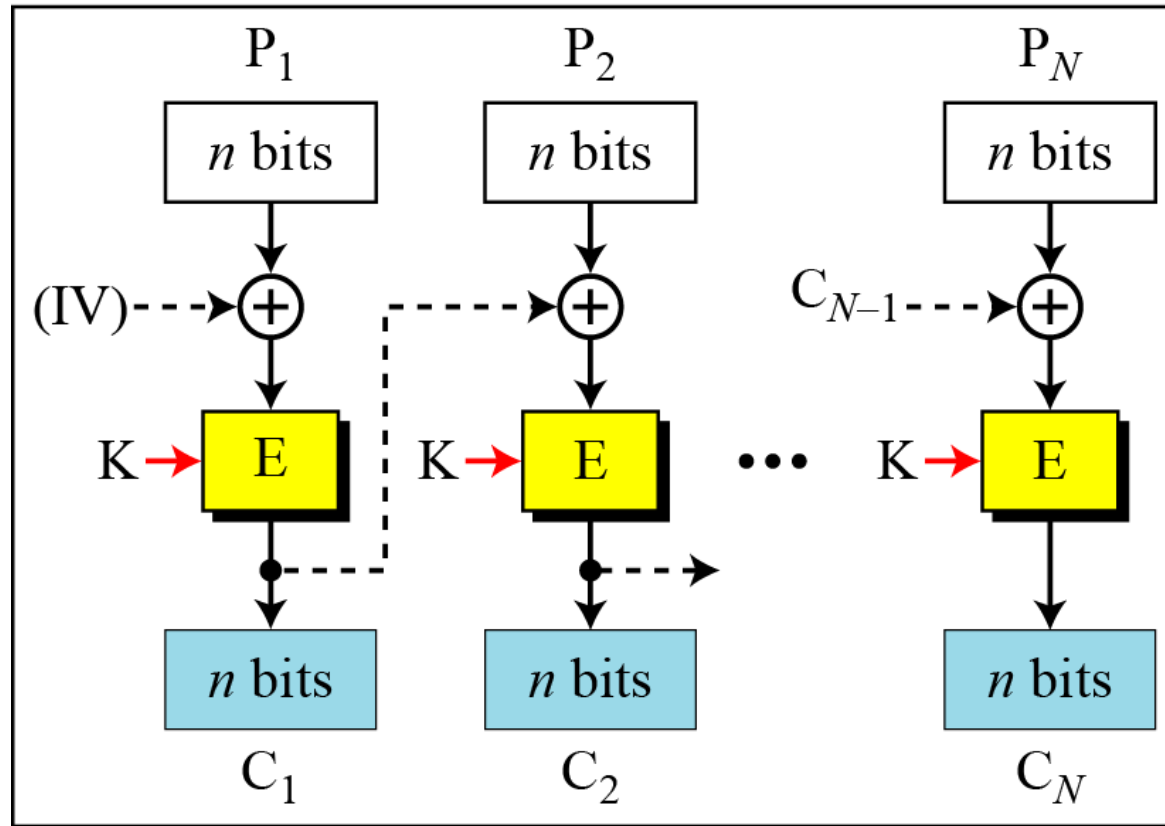 P1 P2 PN
n bits n bits n bits
(IV) CN–1
K E K E ••• K E
n bits n bits n bits
C1 C2 CN